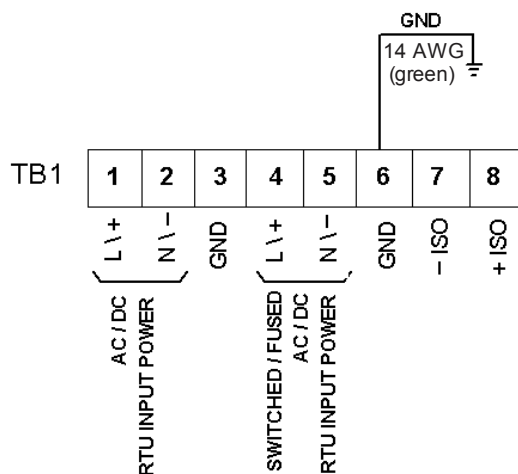 GND
14 AWG
(green)
TB1
1 2 3 4 5 6 7 8
L \ +
N \ −
GND
L \ +
N \ −
GND
− ISO
+ ISO
AC / DC
RTU INPUT POWER
SWITCHED / FUSED
AC / DC
RTU INPUT POWER